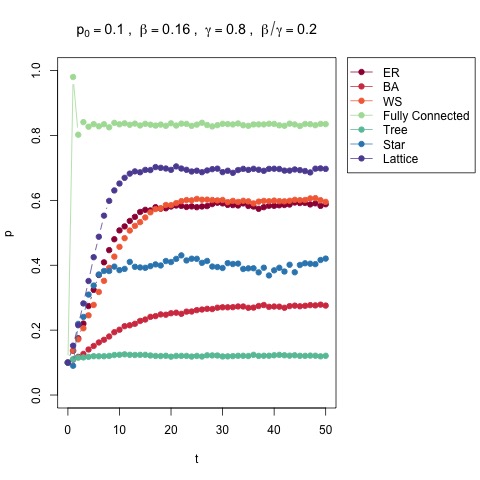 p₀ = 0.1 , β = 0.16 , γ = 0.8 , β/γ = 0.2
ER
BA
WS
Fully Connected
Tree
Star
Lattice
1.0
0.8
0.6
0.4
0.2
0.0
p
0 10 20 30 40 50
t